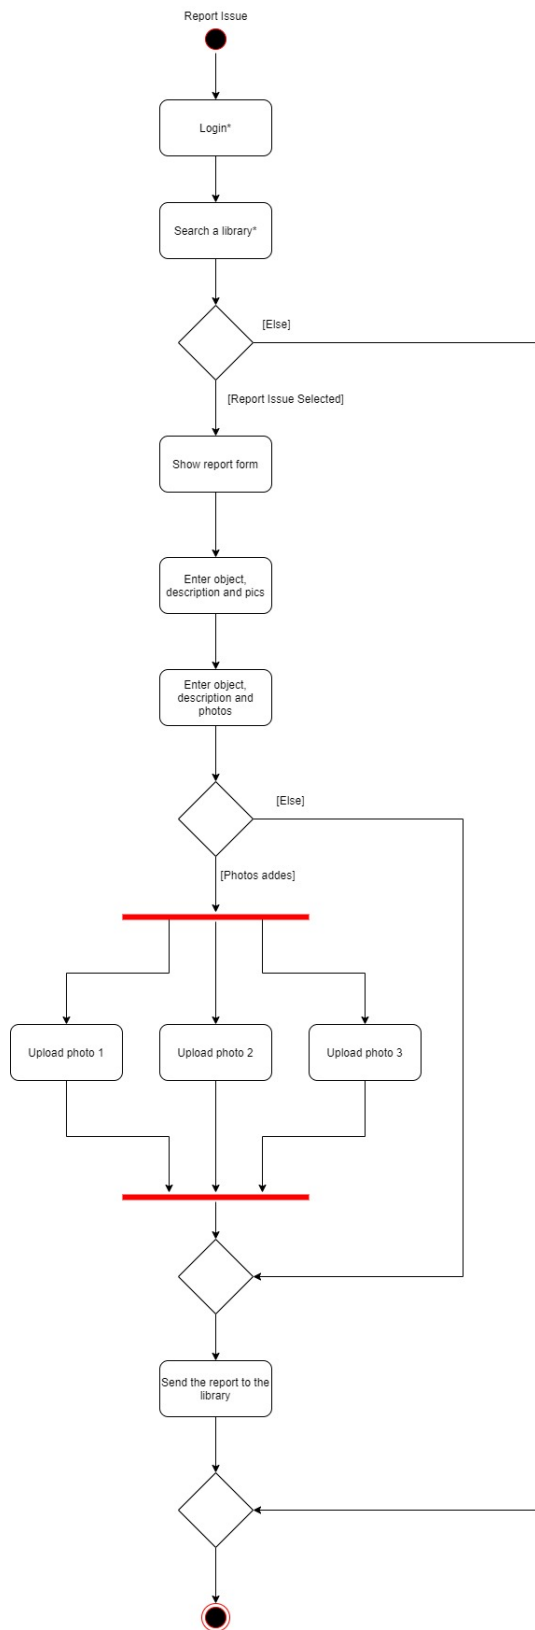 Report Issue
Login*
Search a library*
[Else]
[Report Issue Selected]
Show report form
Enter object,
description and pics
Enter object,
description and
photos
[Else]
[Photos addes]
Upload photo 1
Upload photo 2
Upload photo 3
Send the report to the
library